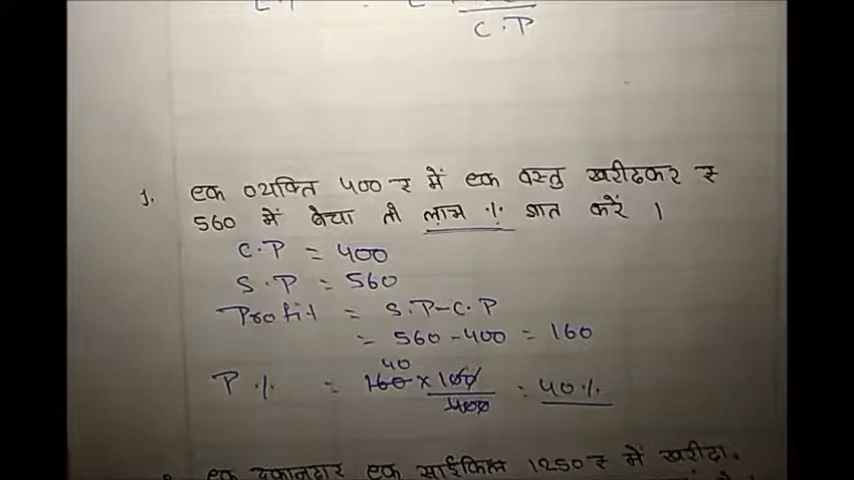 C.P
1. एक व्यक्ति 400 ₹ में एक वस्तु खरीदकर ₹
560 में बेचा तो लाभ % ज्ञात करें ।
C.P = 400
S.P = 560
Profit = S.P-C.P
= 560-400 = 160
40
P % = 160×100 = 40%
400
एक दुकानदार एक साईकिल 1250 ₹ में खरीदा.